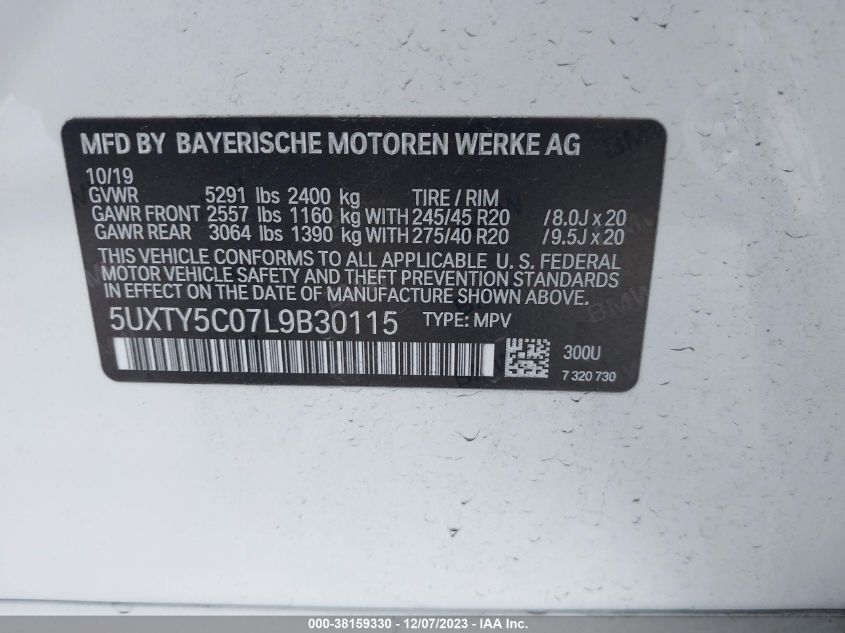 MFD BY BAYERISCHE MOTOREN WERKE AG
10/19
GVWR 5291 lbs 2400 kg TIRE / RIM
GAWR FRONT 2557 lbs 1160 kg WITH 245/45 R20 /8.0J x 20
GAWR REAR 3064 lbs 1390 kg WITH 275/40 R20 /9.5J x 20
THIS VEHICLE CONFORMS TO ALL APPLICABLE U. S. FEDERAL
MOTOR VEHICLE SAFETY AND THEFT PREVENTION STANDARDS
IN EFFECT ON THE DATE OF MANUFACTURE SHOWN ABOVE.
5UXTY5C07L9B30115 TYPE: MPV
300U
7 320 730
000-38159330 - 12/07/2023 - IAA Inc.